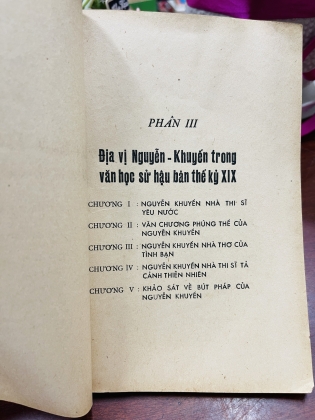 PHẦN III
Địa vị Nguyễn - Khuyến trong
văn học sử hậu bán thế kỷ XIX
CHƯƠNG I : NGUYỄN KHUYẾN NHÀ THI SĨ
YÊU NƯỚC
CHƯƠNG II : VĂN CHƯƠNG PHÚNG THẾ CỦA
NGUYỄN KHUYẾN
CHƯƠNG III : NGUYỄN KHUYẾN NHÀ THƠ CỦA
TÌNH BẠN
CHƯƠNG IV : NGUYỄN KHUYẾN NHÀ THI SĨ TẢ
CẢNH THIÊN NHIÊN
CHƯƠNG V : KHẢO SÁT VỀ BÚT PHÁP CỦA
NGUYỄN KHUYẾN